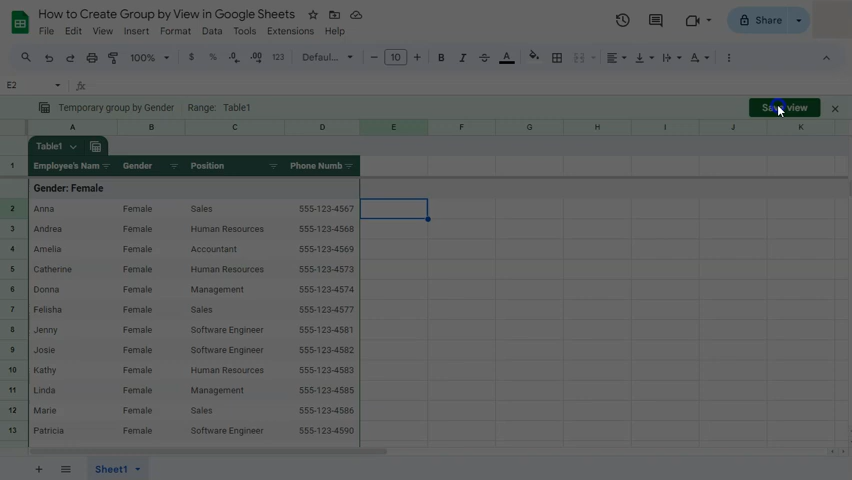 How to Create Group by View in Google Sheets
Share
File Edit View Insert Format Data Tools Extensions Help
100% $ % .0 .00 123 Defaul... 10 B I A
E2 fx
Temporary group by Gender Range: Table1 Save view
A B C D E F G H I J K
Table1
1 Employee's Nam Gender Position Phone Numb
Gender: Female
2 Anna Female Sales 555-123-4567
3 Andrea Female Human Resources 555-123-4568
4 Amelia Female Accountant 555-123-4569
5 Catherine Female Human Resources 555-123-4573
6 Donna Female Management 555-123-4574
7 Felisha Female Sales 555-123-4577
8 Jenny Female Software Engineer 555-123-4581
9 Josie Female Software Engineer 555-123-4582
10 Kathy Female Human Resources 555-123-4583
11 Linda Female Management 555-123-4585
12 Marie Female Sales 555-123-4586
13 Patricia Female Software Engineer 555-123-4590
Sheet1